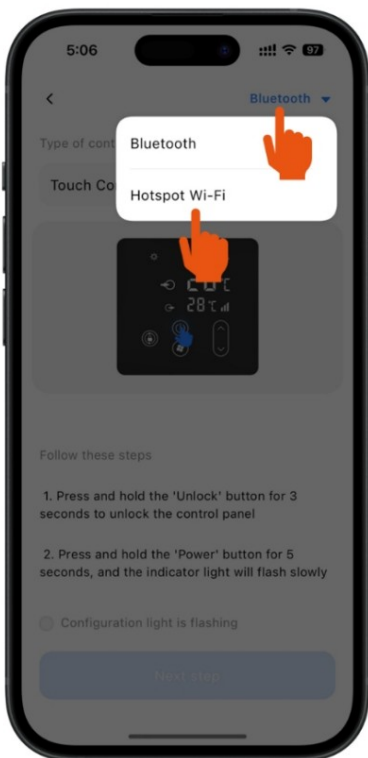 5:06
97
Bluetooth
Type of cont
Bluetooth
Touch Co
Hotspot Wi-Fi
28°C
Follow these steps
1. Press and hold the 'Unlock' button for 3
seconds to unlock the control panel
2. Press and hold the 'Power' button for 5
seconds, and the indicator light will flash slowly
Configuration light is flashing
Next step